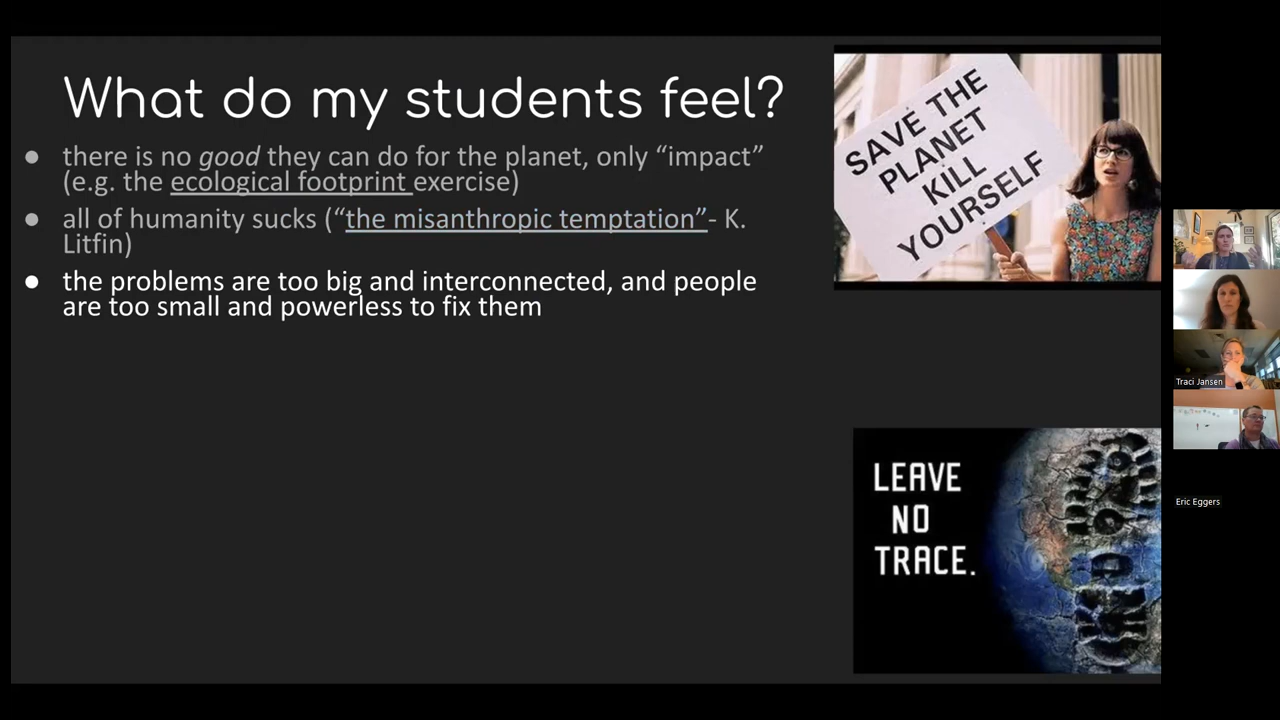 What do my students feel?
● there is no good they can do for the planet, only “impact”
(e.g. the ecological footprint exercise)
● all of humanity sucks (“the misanthropic temptation”- K.
Litfin)
● the problems are too big and interconnected, and people
are too small and powerless to fix them
SAVE THE
PLANET
KILL
YOURSELF
LEAVE
NO
TRACE.
Traci Jansen
Eric Eggers